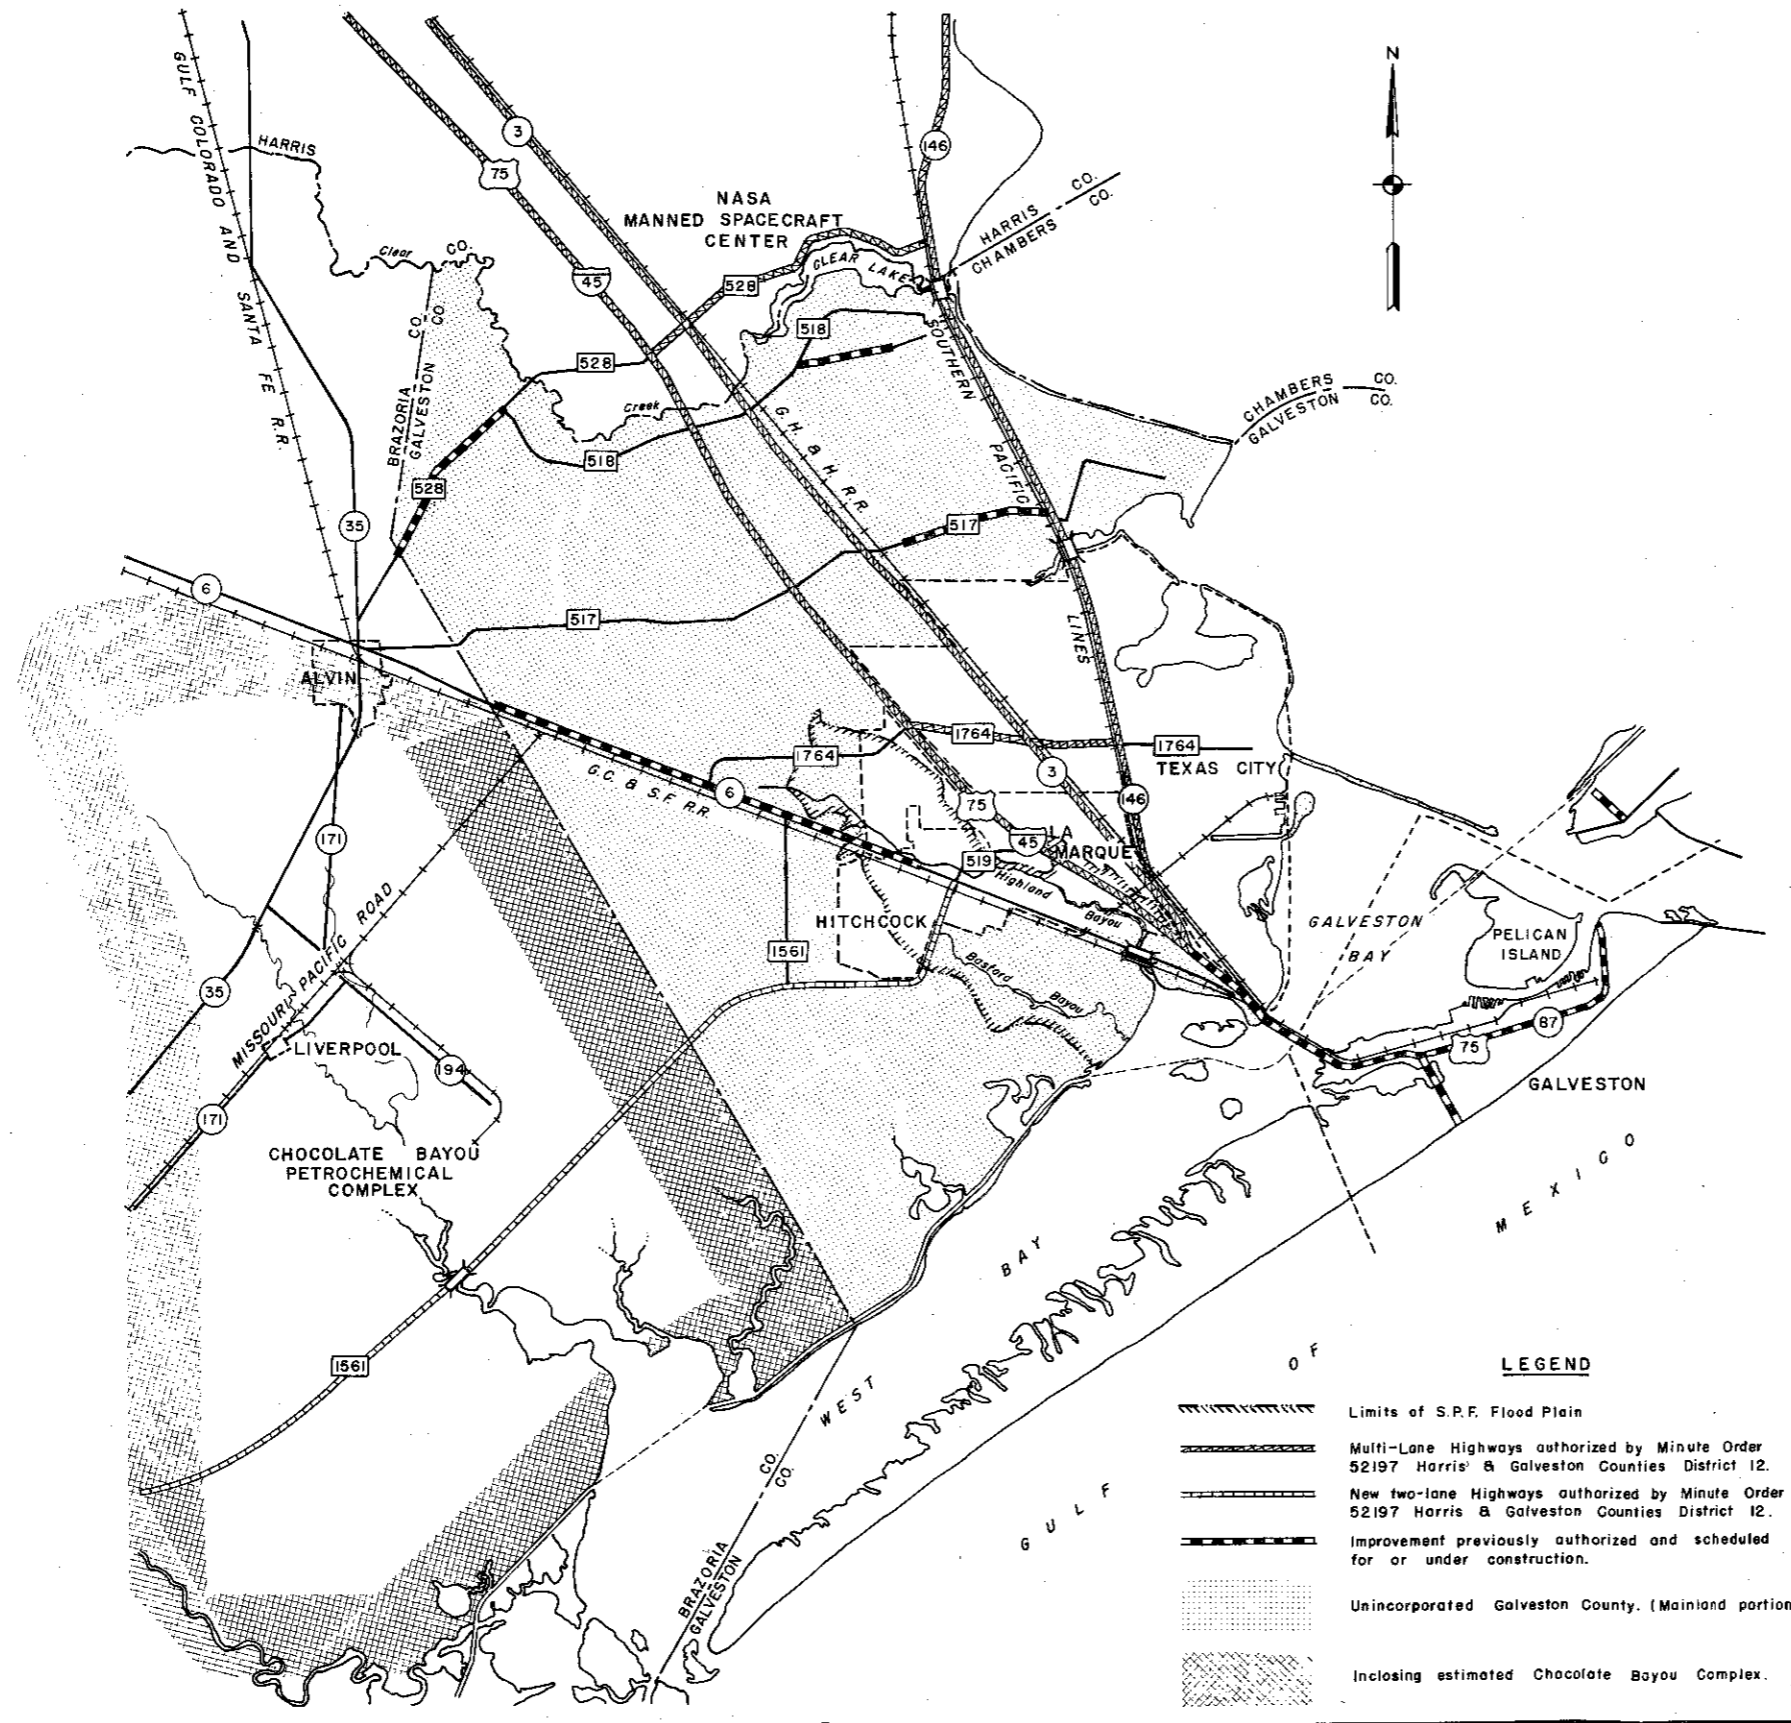 N
GULF COLORADO AND SANTA FE R.R.
HARRIS
CO.
Clear
3
75
146
NASA
MANNED SPACECRAFT
CENTER
HARRIS CO.
CHAMBERS CO.
45
528
CLEAR LAKE
BRAZORIA CO.
GALVESTON CO.
518
528
Creek
SOUTHERN PACIFIC LINES
CHAMBERS CO.
GALVESTON CO.
G. H. & H. R.R.
518
528
35
517
6
517
ALVIN
1764
1764
1764
TEXAS CITY
G.C. & S.F. R.R.
6
3
75
146
45
LA
MARQUE
171
519
Highland
Bayou
MISSOURI PACIFIC ROAD
HITCHCOCK
1561
GALVESTON
BAY
PELICAN
ISLAND
Basford
Bayou
35
LIVERPOOL
194
171
87
75
GALVESTON
CHOCOLATE BAYOU
PETROCHEMICAL
COMPLEX
WEST BAY
GULF OF MEXICO
1561
BRAZORIA CO.
GALVESTON CO.
LEGEND
Limits of S.P.F. Flood Plain
Multi-Lane Highways authorized by Minute Order
52197 Harris & Galveston Counties District 12.
New two-lane Highways authorized by Minute Order
52197 Harris & Galveston Counties District 12.
Improvement previously authorized and scheduled
for or under construction.
Unincorporated Galveston County. (Mainland portion
Inclosing estimated Chocolate Bayou Complex.